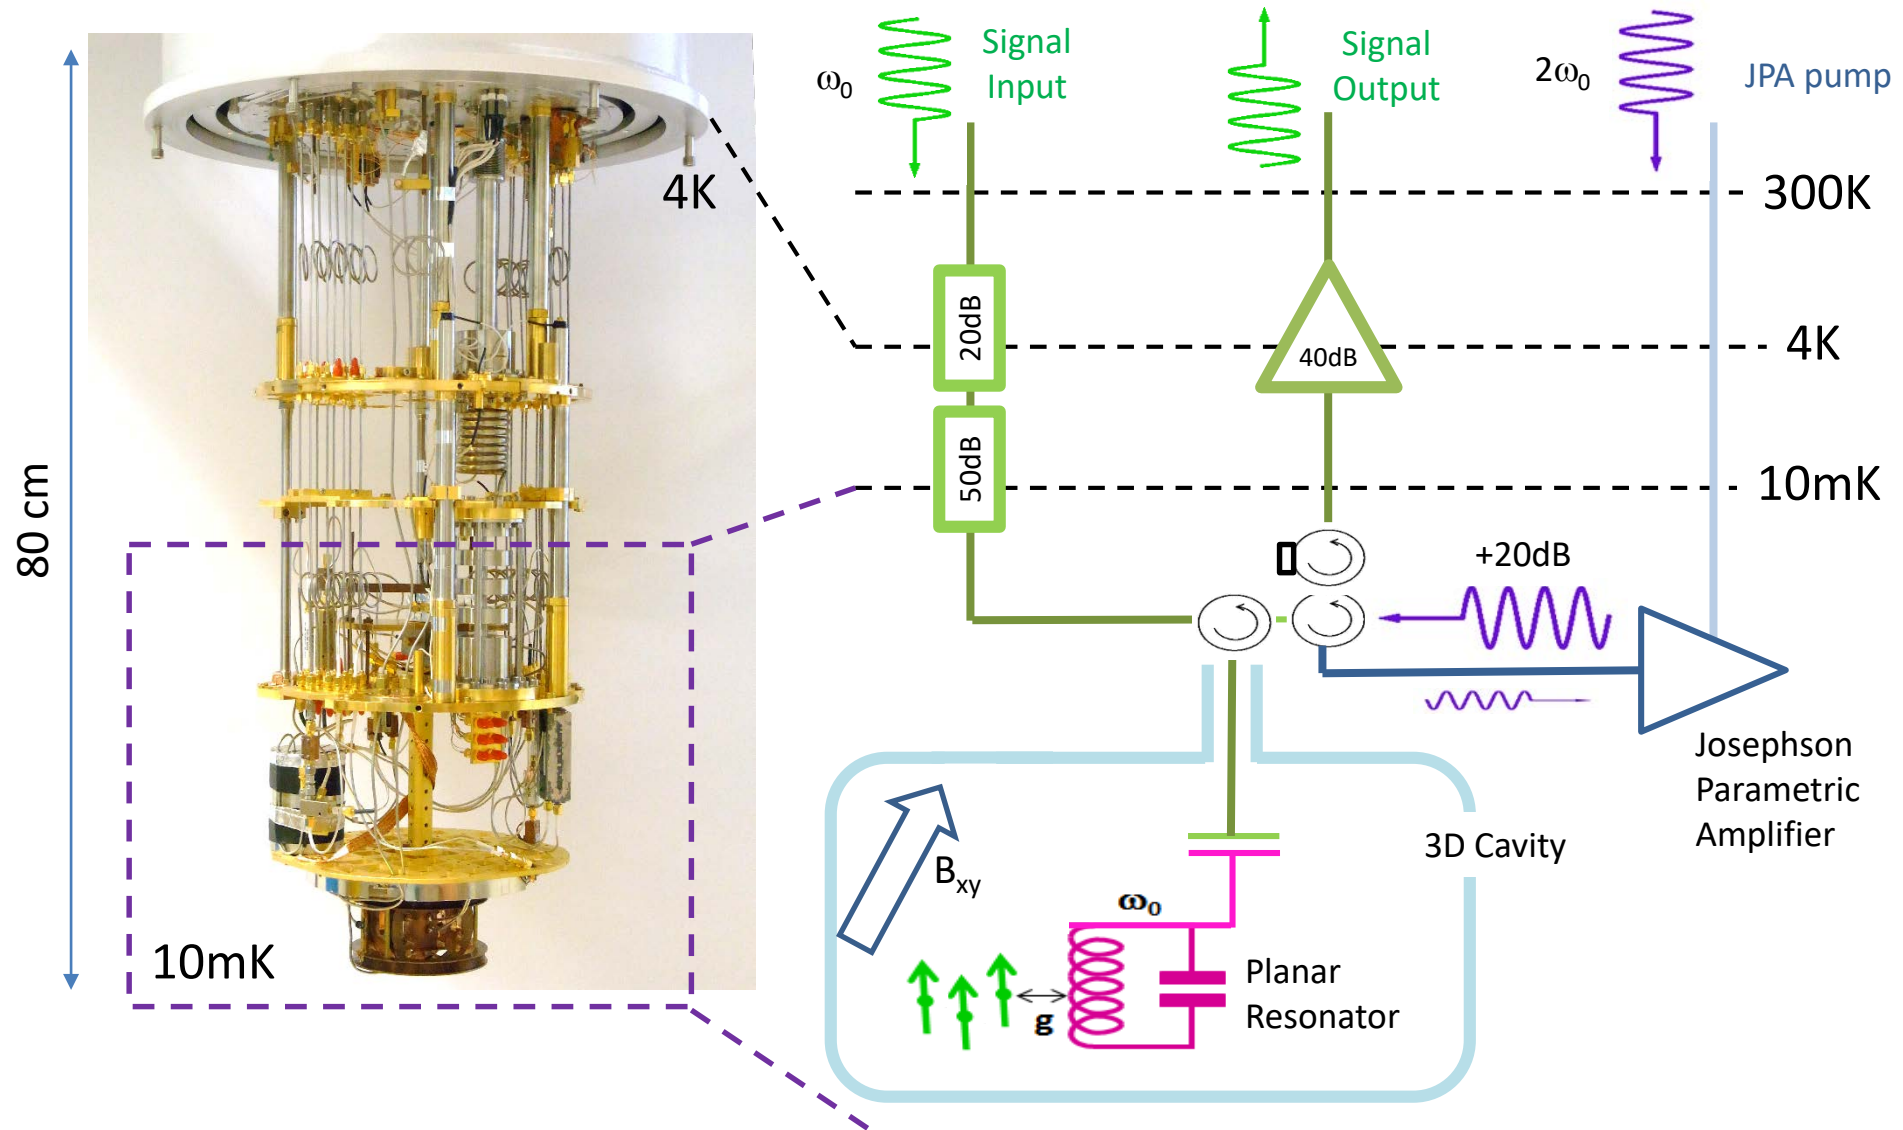 80 cm
4K
10mK
ω0
Signal
Input
Signal
Output
2ω0
JPA pump
300K
4K
10mK
20dB
50dB
40dB
+20dB
Josephson
Parametric
Amplifier
3D Cavity
Bxy
ω0
g
Planar
Resonator